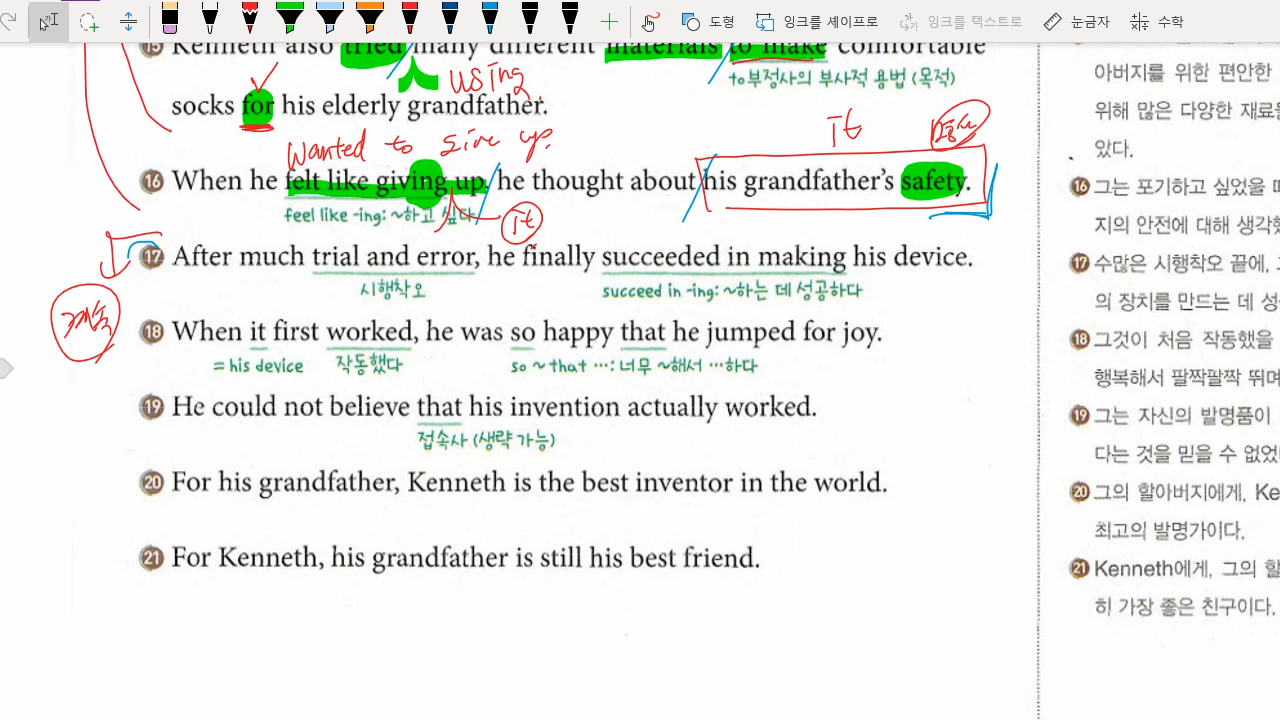 도형 잉크를 셰이프로 잉크를 텍스트로 눈금자 수학
15 Kenneth also tried many different materials to make comfortable
using
to부정사의 부사적 용법 (목적)
socks for his elderly grandfather.
wanted to give up. It
16 When he felt like giving up, he thought about his grandfather's safety.
feel like -ing: ~하고 싶다
It
17 After much trial and error, he finally succeeded in making his device.
시행착오 succeed in -ing: ~하는 데 성공하다
18 When it first worked, he was so happy that he jumped for joy.
= his device 작동했다 so ~ that …: 너무 ~해서 …하다
19 He could not believe that his invention actually worked.
접속사 (생략 가능)
20 For his grandfather, Kenneth is the best inventor in the world.
21 For Kenneth, his grandfather is still his best friend.
아버지를 위한 편안한
위해 많은 다양한 재료
았다.
16 그는 포기하고 싶었을
지의 안전에 대해 생각
17 수많은 시행착오 끝에,
의 장치를 만드는 데 성
18 그것이 처음 작동했을
행복해서 팔짝팔짝 뛰며
19 그는 자신의 발명품이
다는 것을 믿을 수 없었
20 그의 할아버지에게, Ke
최고의 발명가이다.
21 Kenneth에게, 그의 할
히 가장 좋은 친구이다.